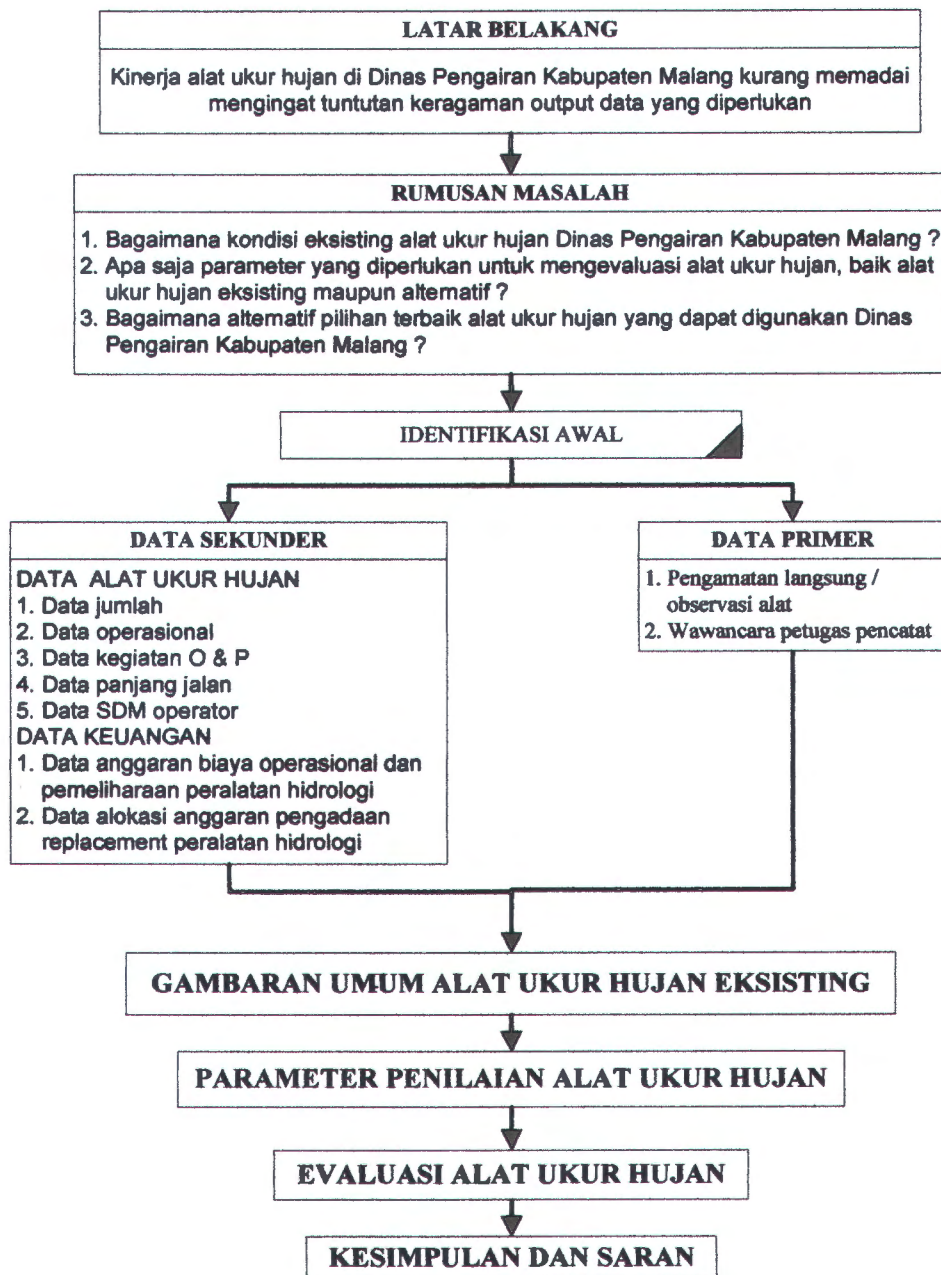 LATAR BELAKANG
Kinerja alat ukur hujan di Dinas Pengairan Kabupaten Malang kurang memadai
mengingat tuntutan keragaman output data yang diperlukan
RUMUSAN MASALAH
1. Bagaimana kondisi eksisting alat ukur hujan Dinas Pengairan Kabupaten Malang ?
2. Apa saja parameter yang diperlukan untuk mengevaluasi alat ukur hujan, baik alat
ukur hujan eksisting maupun alternatif ?
3. Bagaimana alternatif pilihan terbaik alat ukur hujan yang dapat digunakan Dinas
Pengairan Kabupaten Malang ?
IDENTIFIKASI AWAL
DATA SEKUNDER
DATA ALAT UKUR HUJAN
1. Data jumlah
2. Data operasional
3. Data kegiatan O & P
4. Data panjang jalan
5. Data SDM operator
DATA KEUANGAN
1. Data anggaran biaya operasional dan
pemeliharaan peralatan hidrologi
2. Data alokasi anggaran pengadaan
replacement peralatan hidrologi
DATA PRIMER
1. Pengamatan langsung /
observasi alat
2. Wawancara petugas pencatat
GAMBARAN UMUM ALAT UKUR HUJAN EKSISTING
PARAMETER PENILAIAN ALAT UKUR HUJAN
EVALUASI ALAT UKUR HUJAN
KESIMPULAN DAN SARAN